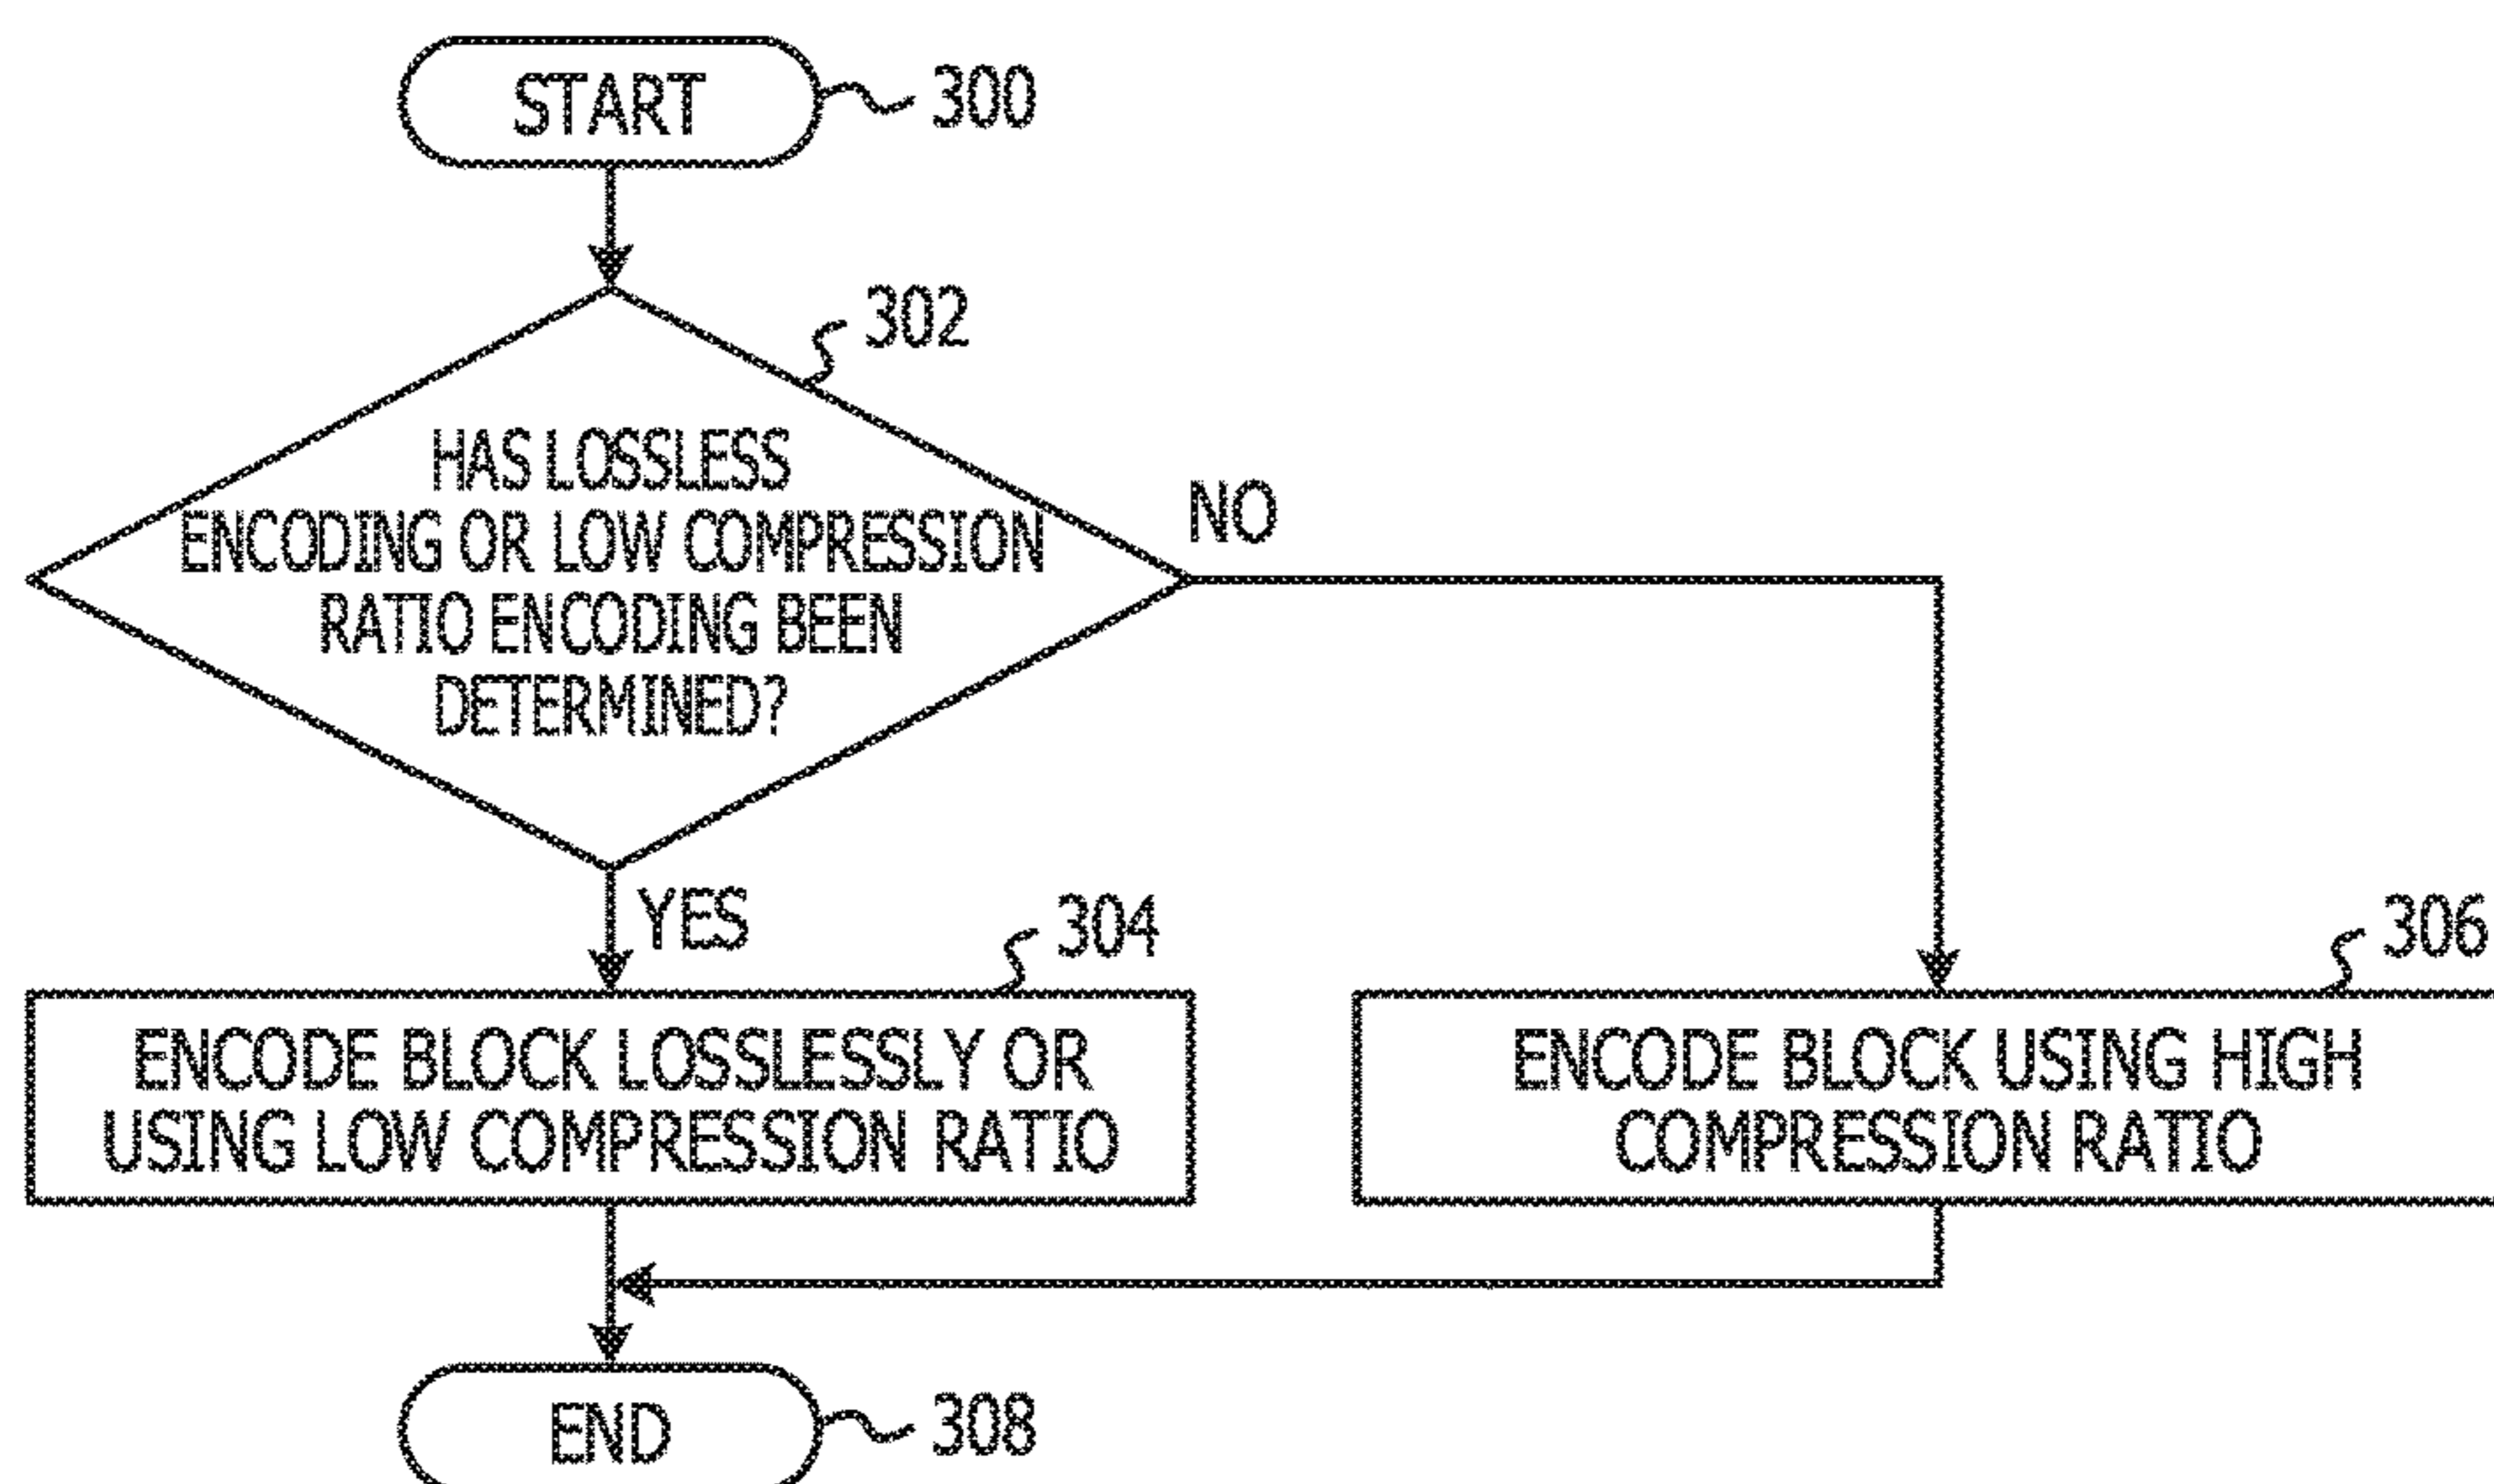 START
300
302
HAS LOSSLESS
ENCODING OR LOW COMPRESSION
RATIO ENCODING BEEN
DETERMINED?
NO
YES
304
306
ENCODE BLOCK LOSSLESSLY OR
USING LOW COMPRESSION RATIO
ENCODE BLOCK USING HIGH
COMPRESSION RATIO
END
308